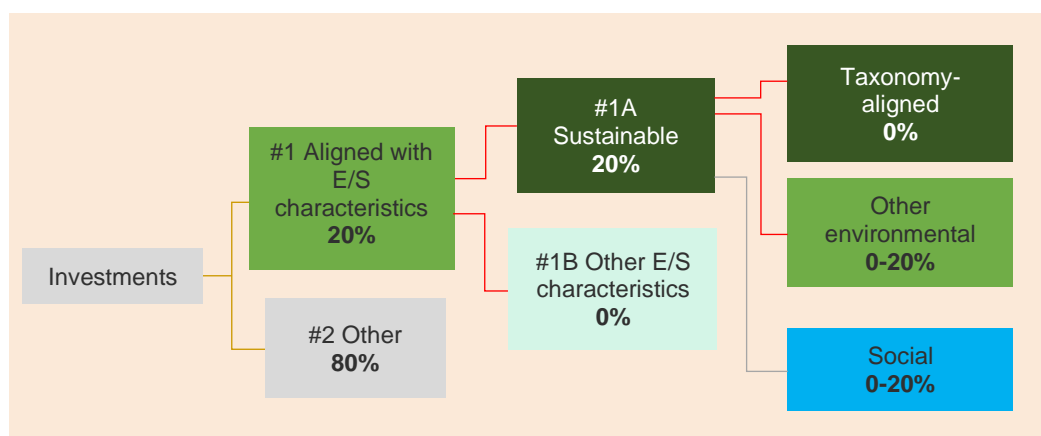 Investments
#1 Aligned with
E/S
characteristics
20%
#2 Other
80%
#1A
Sustainable
20%
#1B Other E/S
characteristics
0%
Taxonomy-
aligned
0%
Other
environmental
0-20%
Social
0-20%